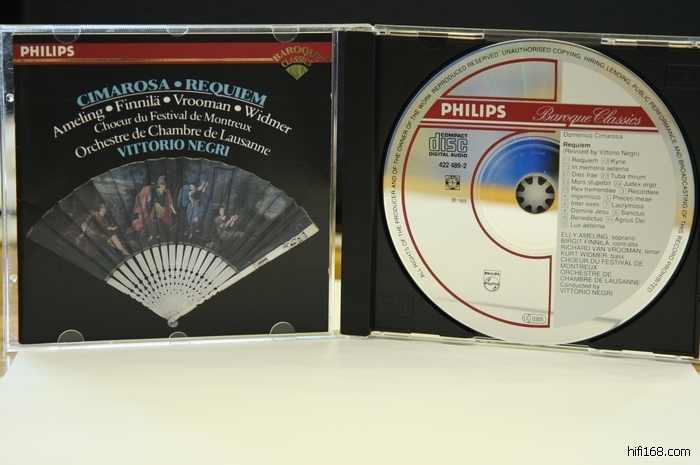 PHILIPS
BAROQUE
CLASSICS
CIMAROSA • REQUIEM
Ameling • Finnilä • Vrooman • Widmer
Choeur du Festival de Montreux
Orchestre de Chambre de Lausanne
VITTORIO NEGRI
ALL RIGHTS OF THE PRODUCER AND OF THE OWNER OF THE WORK REPRODUCED RESERVED. UNAUTHORISED COPYING, HIRING, LENDING, PUBLIC PERFORMANCE AND BROADCASTING OF THIS RECORD PROHIBITED
PHILIPS
Baroque Classics
COMPACT
disc
DIGITAL AUDIO
422 489-2
PHILIPS
Domenico Cimarosa
Requiem
(Revised by Vittorio Negri)
Requiem Kyrie
In memoria aeterna
Dies Irae Tuba mirum
Mors stupebit Judex ergo
Rex tremendae Recordare
Ingemisco Preces meae
Inter oves Lacrymosa
Domine Jesu Sanctus
Benedictus Agnus Dei
Lux aeterna
ELLY AMELING, soprano
BIRGIT FINNILÄ, contralto
RICHARD VAN VROOMAN, tenor
KURT WIDMER, bass
CHOEUR DU FESTIVAL DE
MONTREUX
ORCHESTRE DE
CHAMBRE DE LAUSANNE
Conducted by
VITTORIO NEGRI
hifi168.com